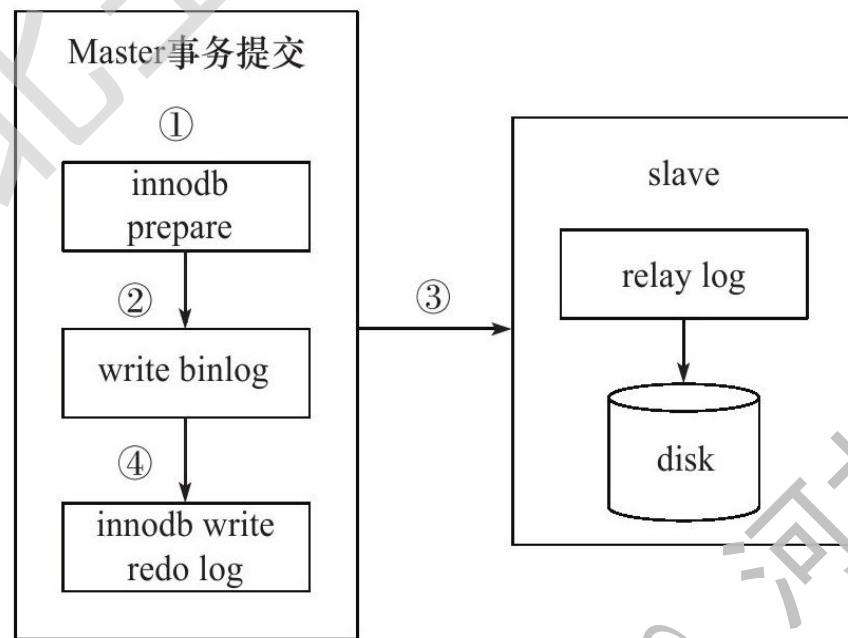 Master事务提交
①
innodb
prepare
②
write binlog
④
innodb write
redo log
③
slave
relay log
disk